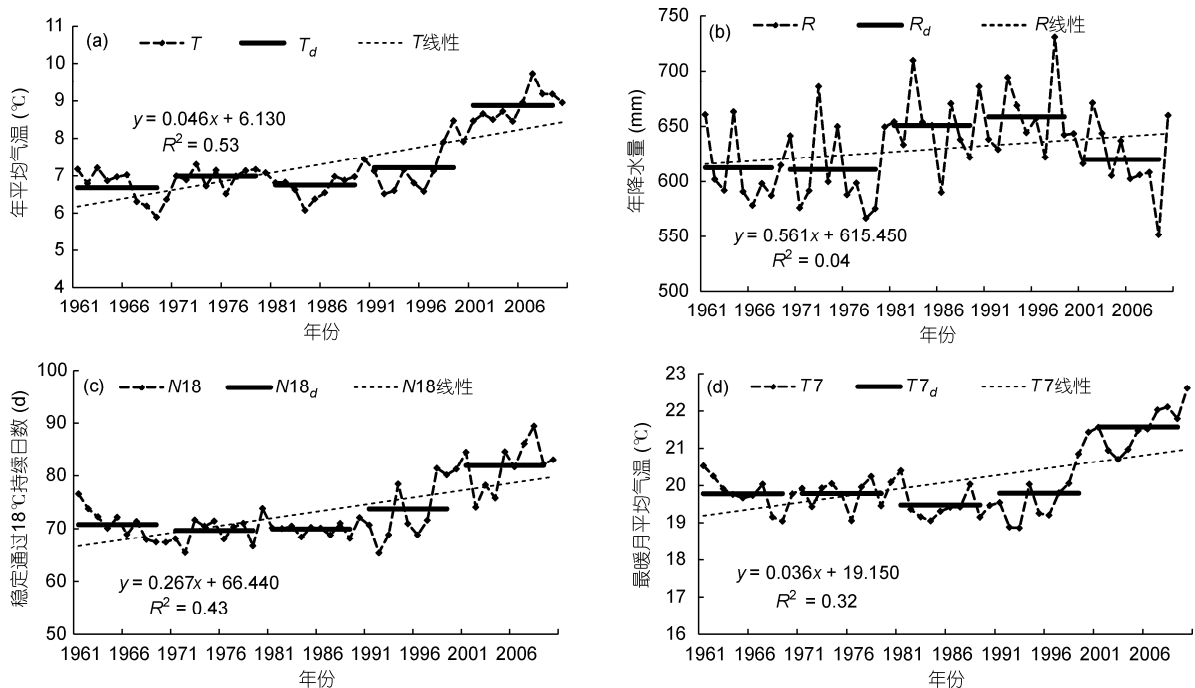 11
10
9
8
7
6
5
4
年平均气温 (℃)
(a)
T
T_d
T线性
y = 0.046x + 6.130
R² = 0.53
1961 1966 1971 1976 1981 1986 1991 1996 2001 2006
年份
750
700
650
600
550
500
年降水量 (mm)
(b)
R
R_d
R线性
y = 0.561x + 615.450
R² = 0.04
1961 1966 1971 1976 1981 1986 1991 1996 2001 2006
年份
100
90
80
70
60
50
稳定通过18℃持续日数 (d)
(c)
N18
N18_d
N18线性
y = 0.267x + 66.440
R² = 0.43
1961 1966 1971 1976 1981 1986 1991 1996 2001 2006
年份
23
22
21
20
19
18
17
16
最暖月平均气温 (℃)
(d)
T7
T7_d
T7线性
y = 0.036x + 19.150
R² = 0.32
1961 1966 1971 1976 1981 1986 1991 1996 2001 2006
年份